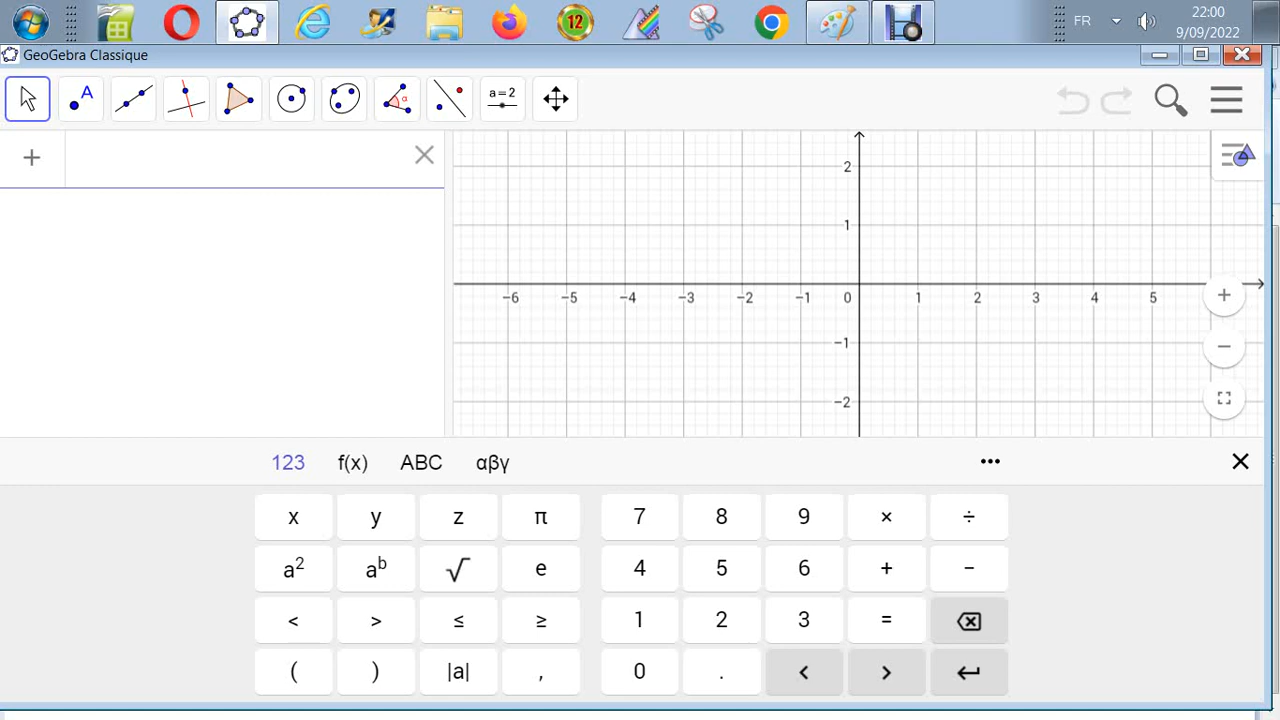 12
FR
22:00
9/09/2022
GeoGebra Classique
A
α
a=2
+
2
1
−6 −5 −4 −3 −2 −1 0 1 2 3 4 5
−1
−2
+
−
123 f(x) ABC αβγ ...
x y z π 7 8 9 × ÷
a² aᵇ √ e 4 5 6 + −
< > ≤ ≥ 1 2 3 =
( ) |a| , 0 . < >